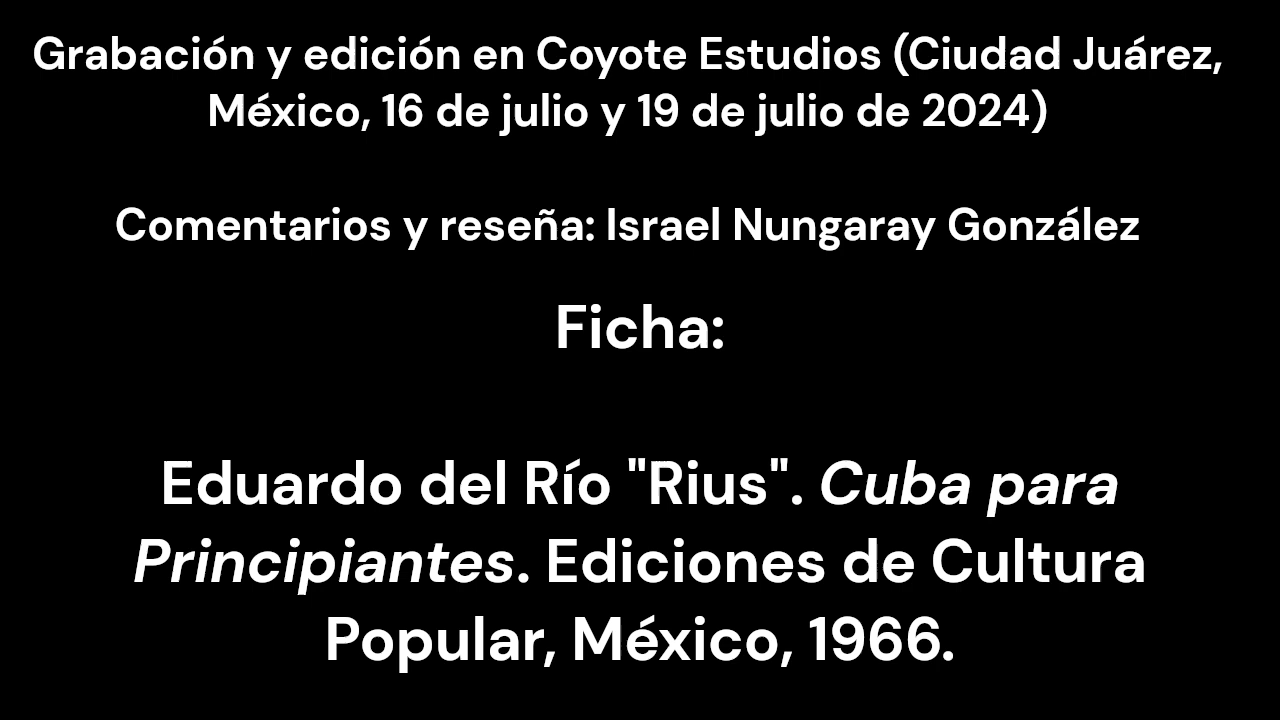 Grabación y edición en Coyote Estudios (Ciudad Juárez,
México, 16 de julio y 19 de julio de 2024)
Comentarios y reseña: Israel Nungaray González
Ficha:
Eduardo del Río "Rius". Cuba para
Principiantes. Ediciones de Cultura
Popular, México, 1966.